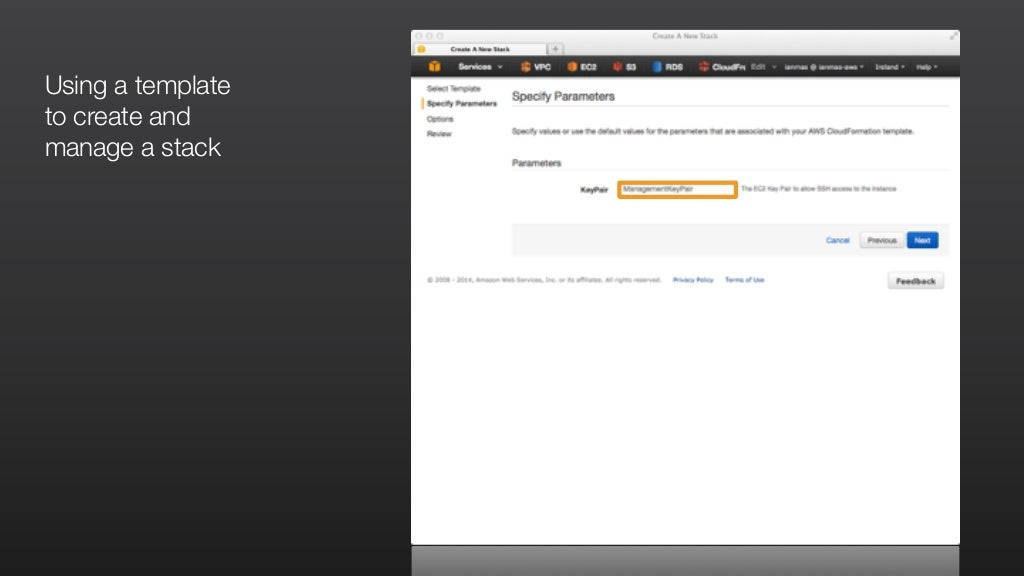 Using a template
to create and
manage a stack
Create A New Stack
Create A New Stack
+
Services VPC EC2 S3 RDS CloudFr Edit ianmas @ ianmas-aws Ireland Help
Select Template
Specify Parameters
Options
Review
Specify Parameters
Specify values or use the default values for the parameters that are associated with your AWS CloudFormation template.
Parameters
KeyPair ManagementKeyPair The EC2 Key Pair to allow SSH access to the instance
Cancel Previous Next
© 2008 - 2014, Amazon Web Services, Inc. or its affiliates. All rights reserved. Privacy Policy Terms of Use
Feedback